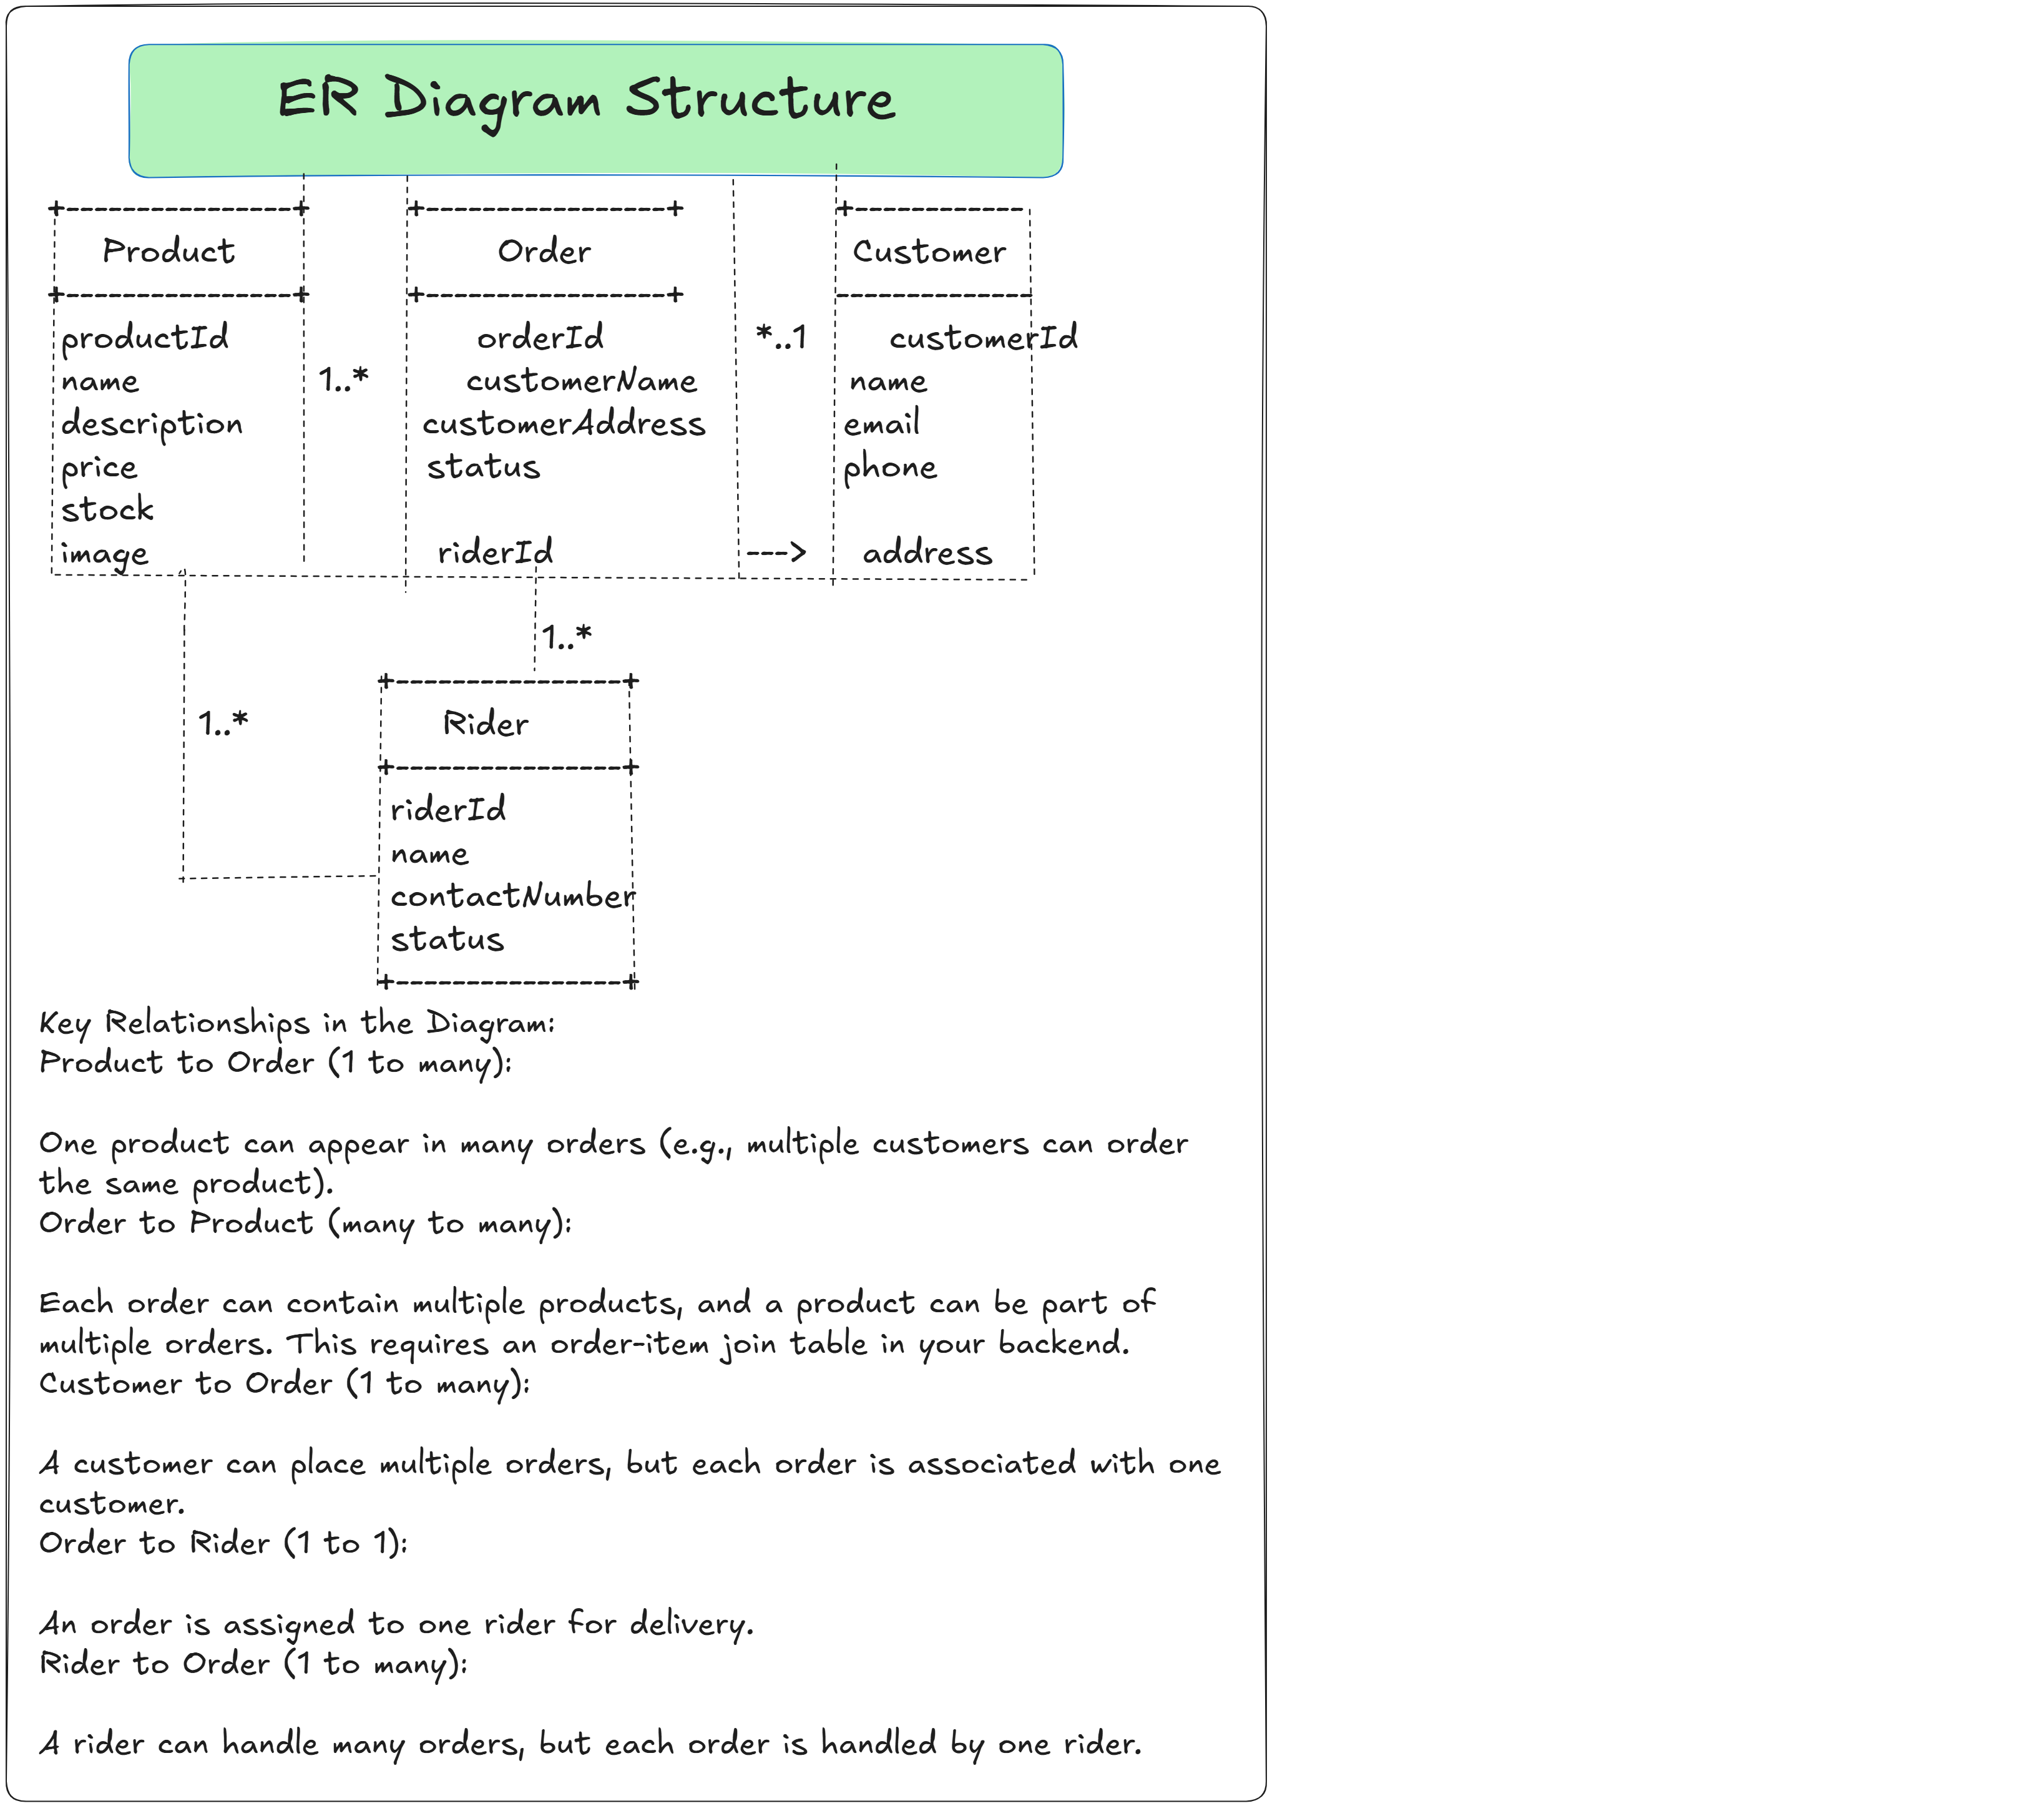 ER Diagram Structure
+---------------------+ +---------------------+ +---------------
Product Order Customer
+---------------------+ +---------------------+ -----------------
productId orderId *..1 customerId
name 1..* customerName name
description customerAddress email
price status phone
stock
image riderId ---> address
1..*
+---------------------+
1..* Rider
+---------------------+
riderId
name
contactNumber
status
+---------------------+
Key Relationships in the Diagram:
Product to Order (1 to many):
One product can appear in many orders (e.g., multiple customers can order
the same product).
Order to Product (many to many):
Each order can contain multiple products, and a product can be part of
multiple orders. This requires an order-item join table in your backend.
Customer to Order (1 to many):
A customer can place multiple orders, but each order is associated with one
customer.
Order to Rider (1 to 1):
An order is assigned to one rider for delivery.
Rider to Order (1 to many):
A rider can handle many orders, but each order is handled by one rider.